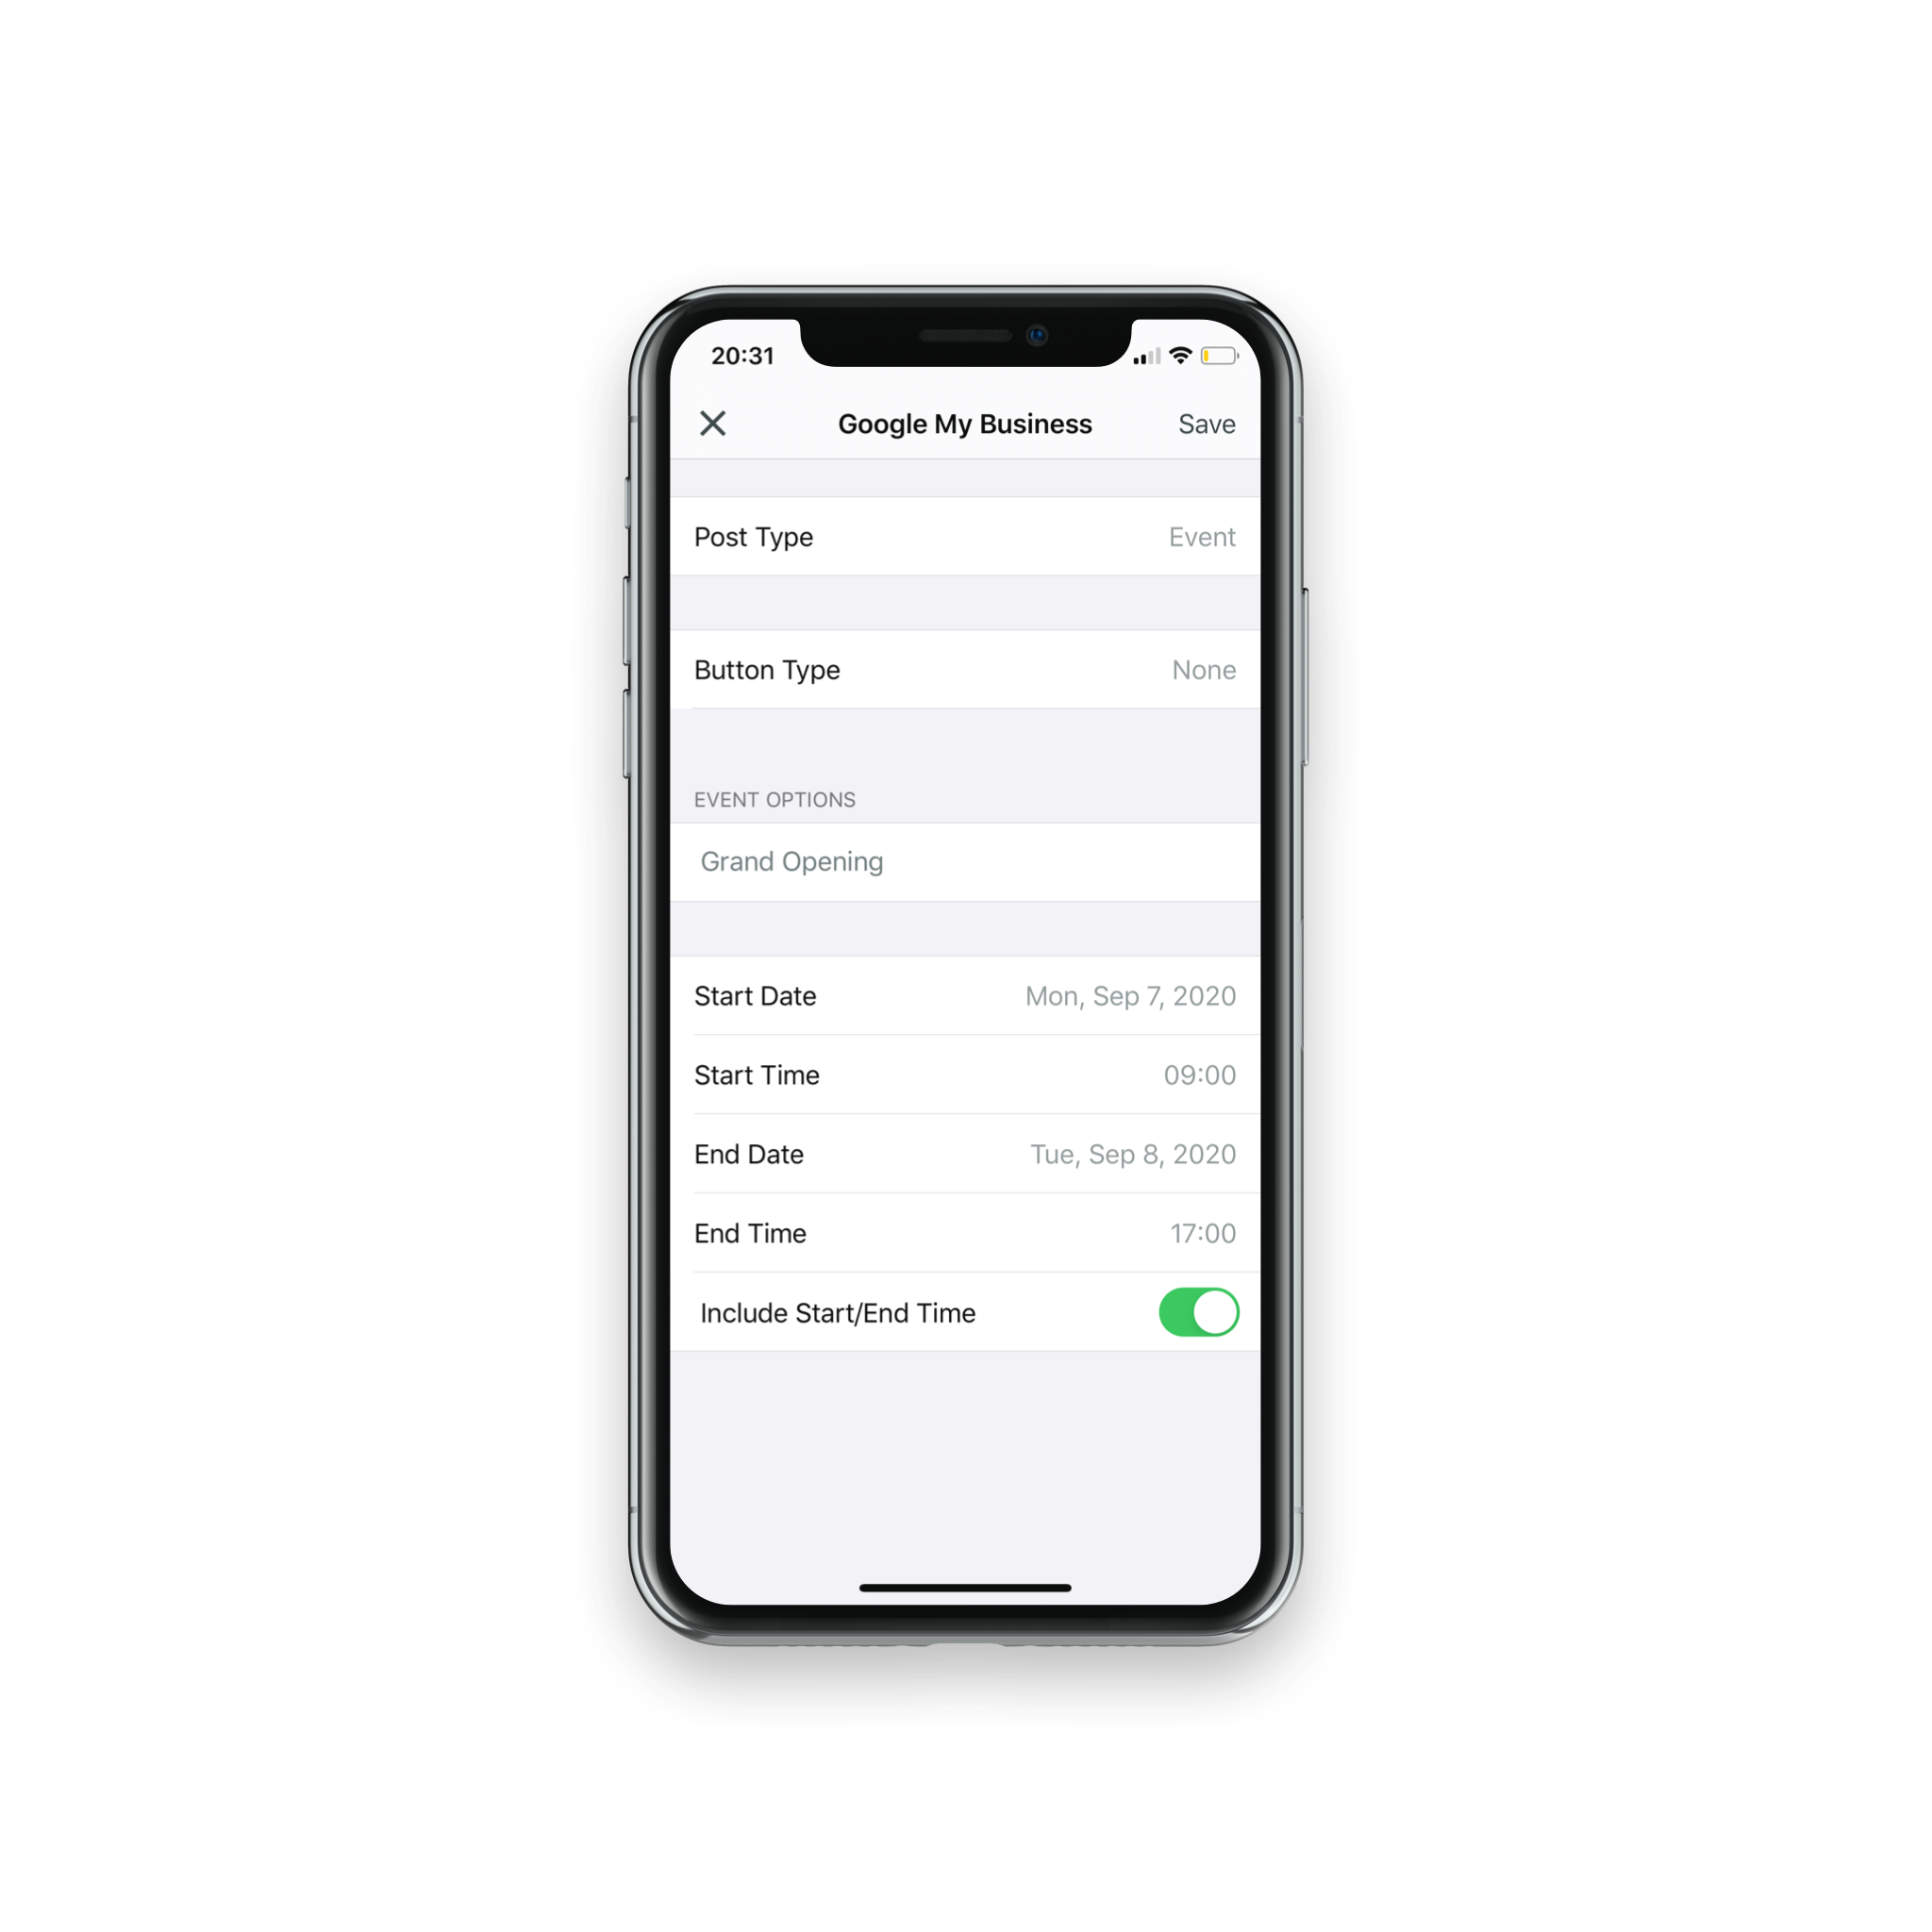 20:31
Google My Business Save
Post Type Event
Button Type None
EVENT OPTIONS
Grand Opening
Start Date Mon, Sep 7, 2020
Start Time 09:00
End Date Tue, Sep 8, 2020
End Time 17:00
Include Start/End Time